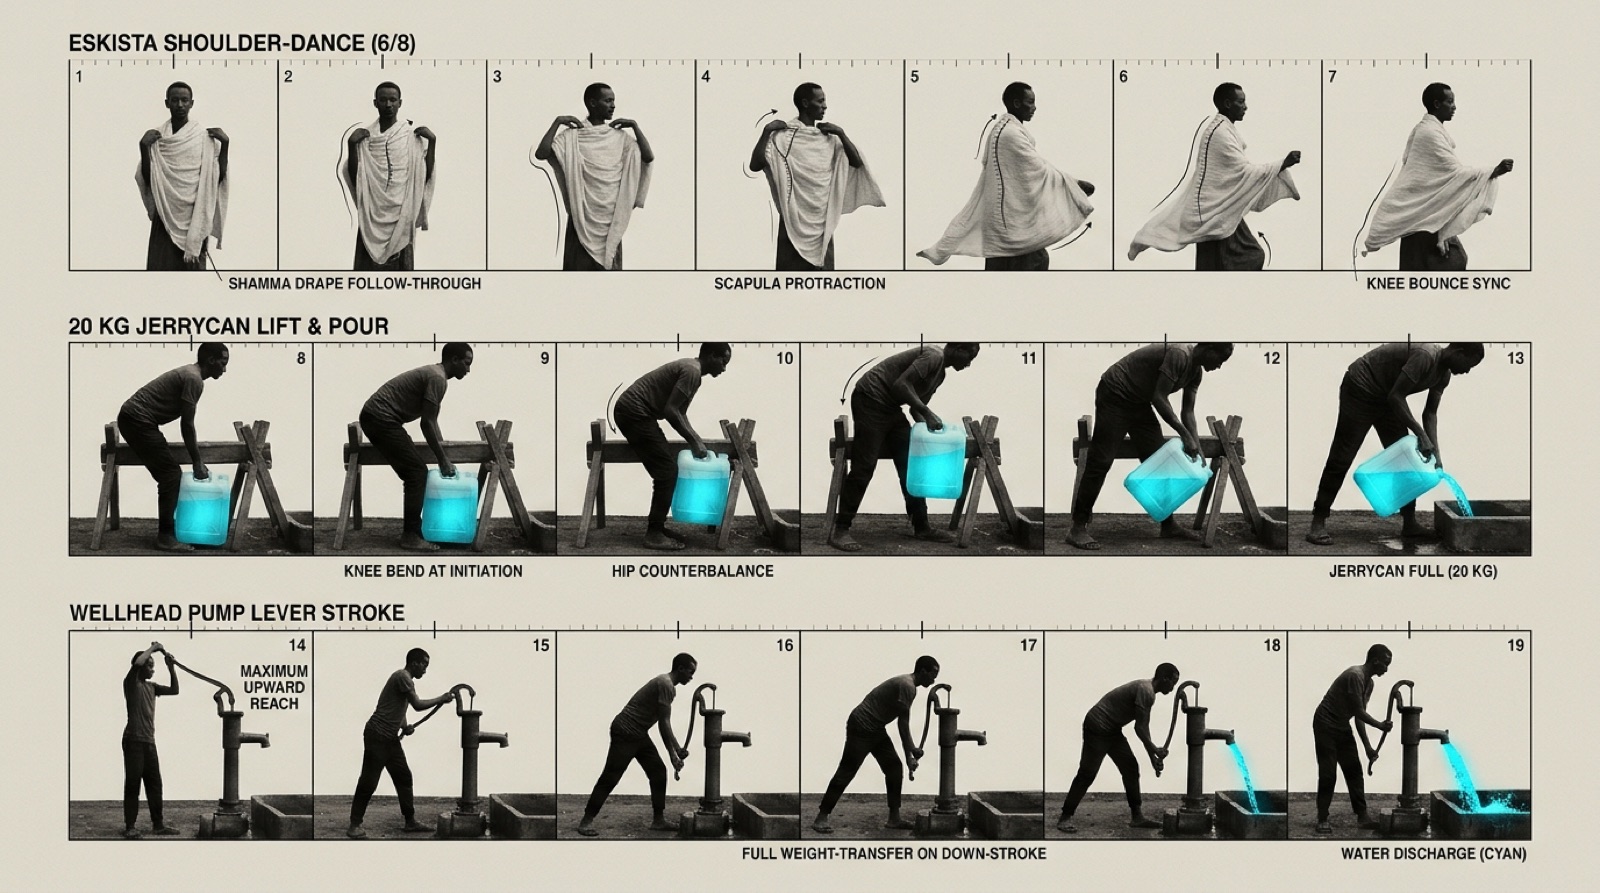 ESKISTA SHOULDER-DANCE (6/8)
1
2
3
4
5
6
7
SHAMMA DRAPE FOLLOW-THROUGH
SCAPULA PROTRACTION
KNEE BOUNCE SYNC
20 KG JERRYCAN LIFT & POUR
8
9
10
11
12
13
KNEE BEND AT INITIATION
HIP COUNTERBALANCE
JERRYCAN FULL (20 KG)
WELLHEAD PUMP LEVER STROKE
14
MAXIMUM
UPWARD
REACH
15
16
17
18
19
FULL WEIGHT-TRANSFER ON DOWN-STROKE
WATER DISCHARGE (CYAN)